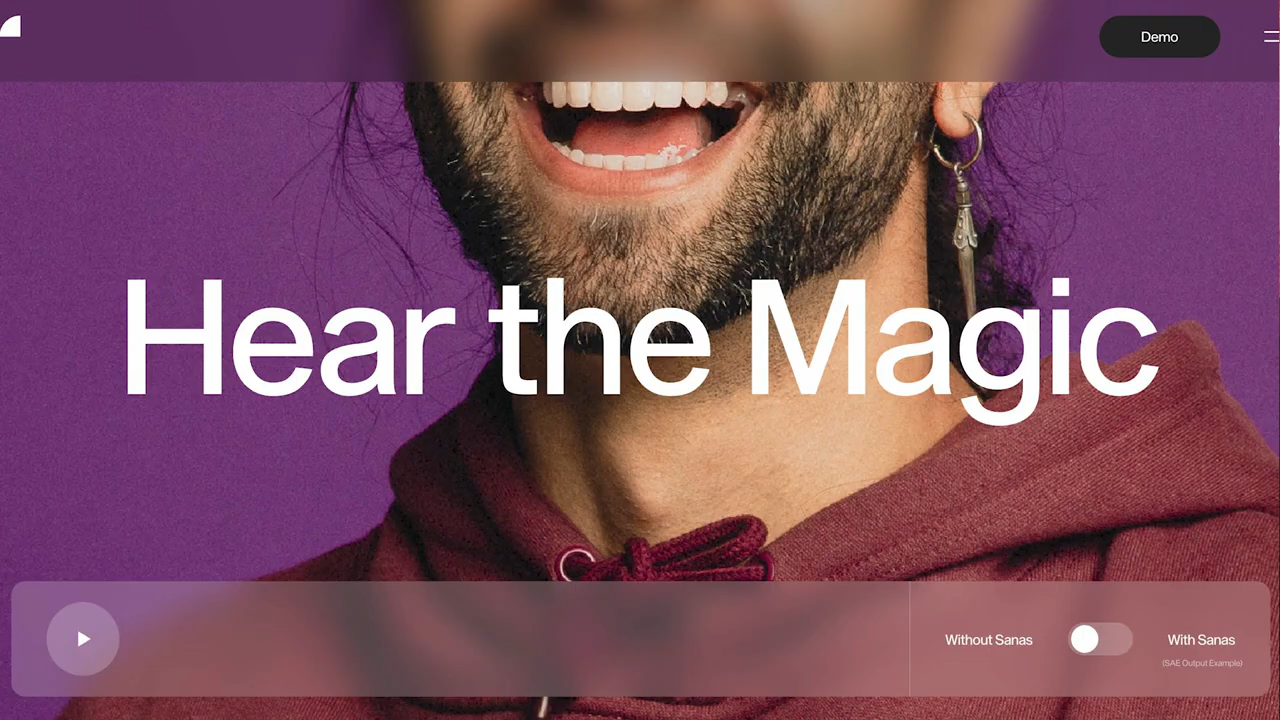 Demo
Hear the Magic
Without Sanas
With Sanas
(SAE Output Example)